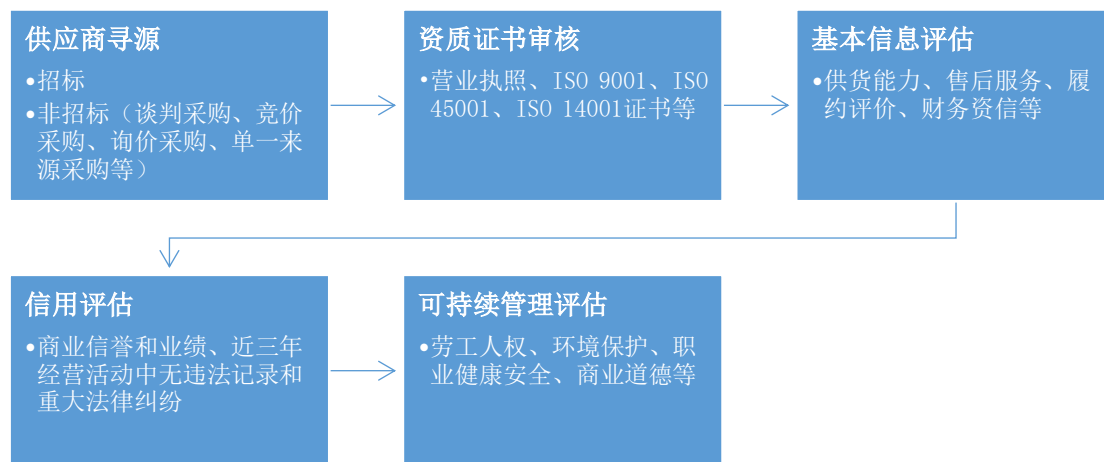 供应商寻源
•招标
•非招标（谈判采购、竞价
采购、询价采购、单一来
源采购等）
资质证书审核
•营业执照、ISO 9001、ISO
45001、ISO 14001证书等
基本信息评估
•供货能力、售后服务、履
约评价、财务资信等
信用评估
•商业信誉和业绩、近三年
经营活动中无违法记录和
重大法律纠纷
可持续管理评估
•劳工人权、环境保护、职
业健康安全、商业道德等